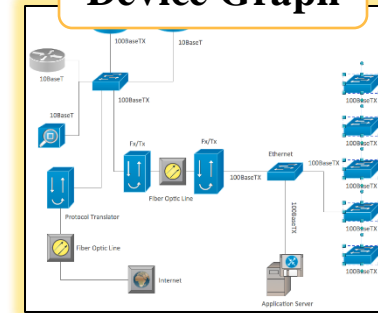 Device Graph
100BaseTX
10BaseT
10BaseT
100BaseTX
10BaseT
Fx/Tx
Fx/Tx
Ethernet
100BaseTX
100BaseTX
100BaseTX
100BaseTX
Fiber Optic Line
100BaseTX
100BaseTX
Protocol Translator
100BaseTX
Fiber Optic Line
100BaseTX
Internet
Application Server